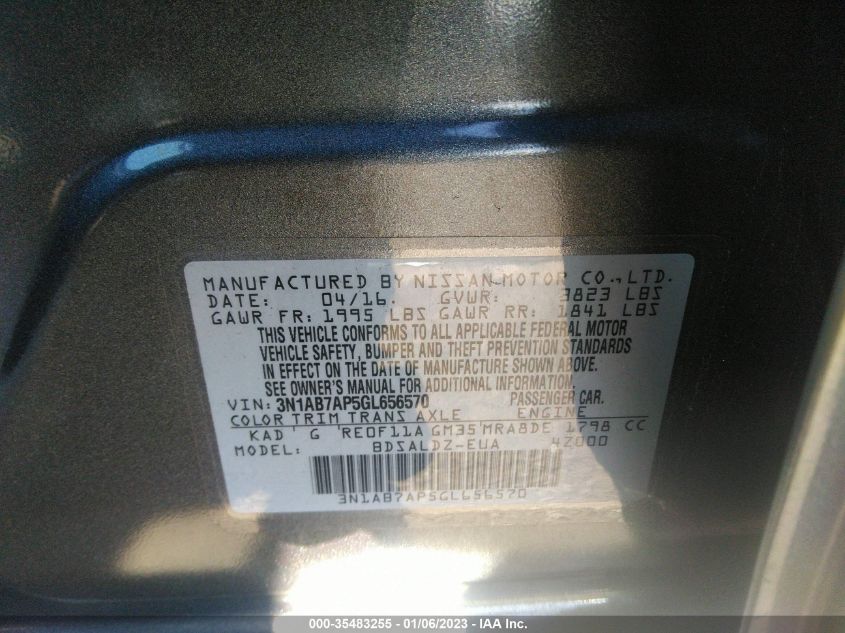 MANUFACTURED BY NISSAN MOTOR CO., LTD.
DATE: 04/16. GVWR: 3823 LBS
GAWR FR: 1995 LBS GAWR RR: 1841 LBS
THIS VEHICLE CONFORMS TO ALL APPLICABLE FEDERAL MOTOR
VEHICLE SAFETY, BUMPER AND THEFT PREVENTION STANDARDS
IN EFFECT ON THE DATE OF MANUFACTURE SHOWN ABOVE.
SEE OWNER'S MANUAL FOR ADDITIONAL INFORMATION.
VIN: 3N1AB7AP5GL656570 PASSENGER CAR.
COLOR TRIM TRANS AXLE ENGINE
KAD G RE0F11A GM35 MRA8DE 1798 CC
MODEL: BDSALDZ-EUA 4Z000
3N1AB7AP5GL656570
000-35483255 - 01/06/2023 - IAA Inc.